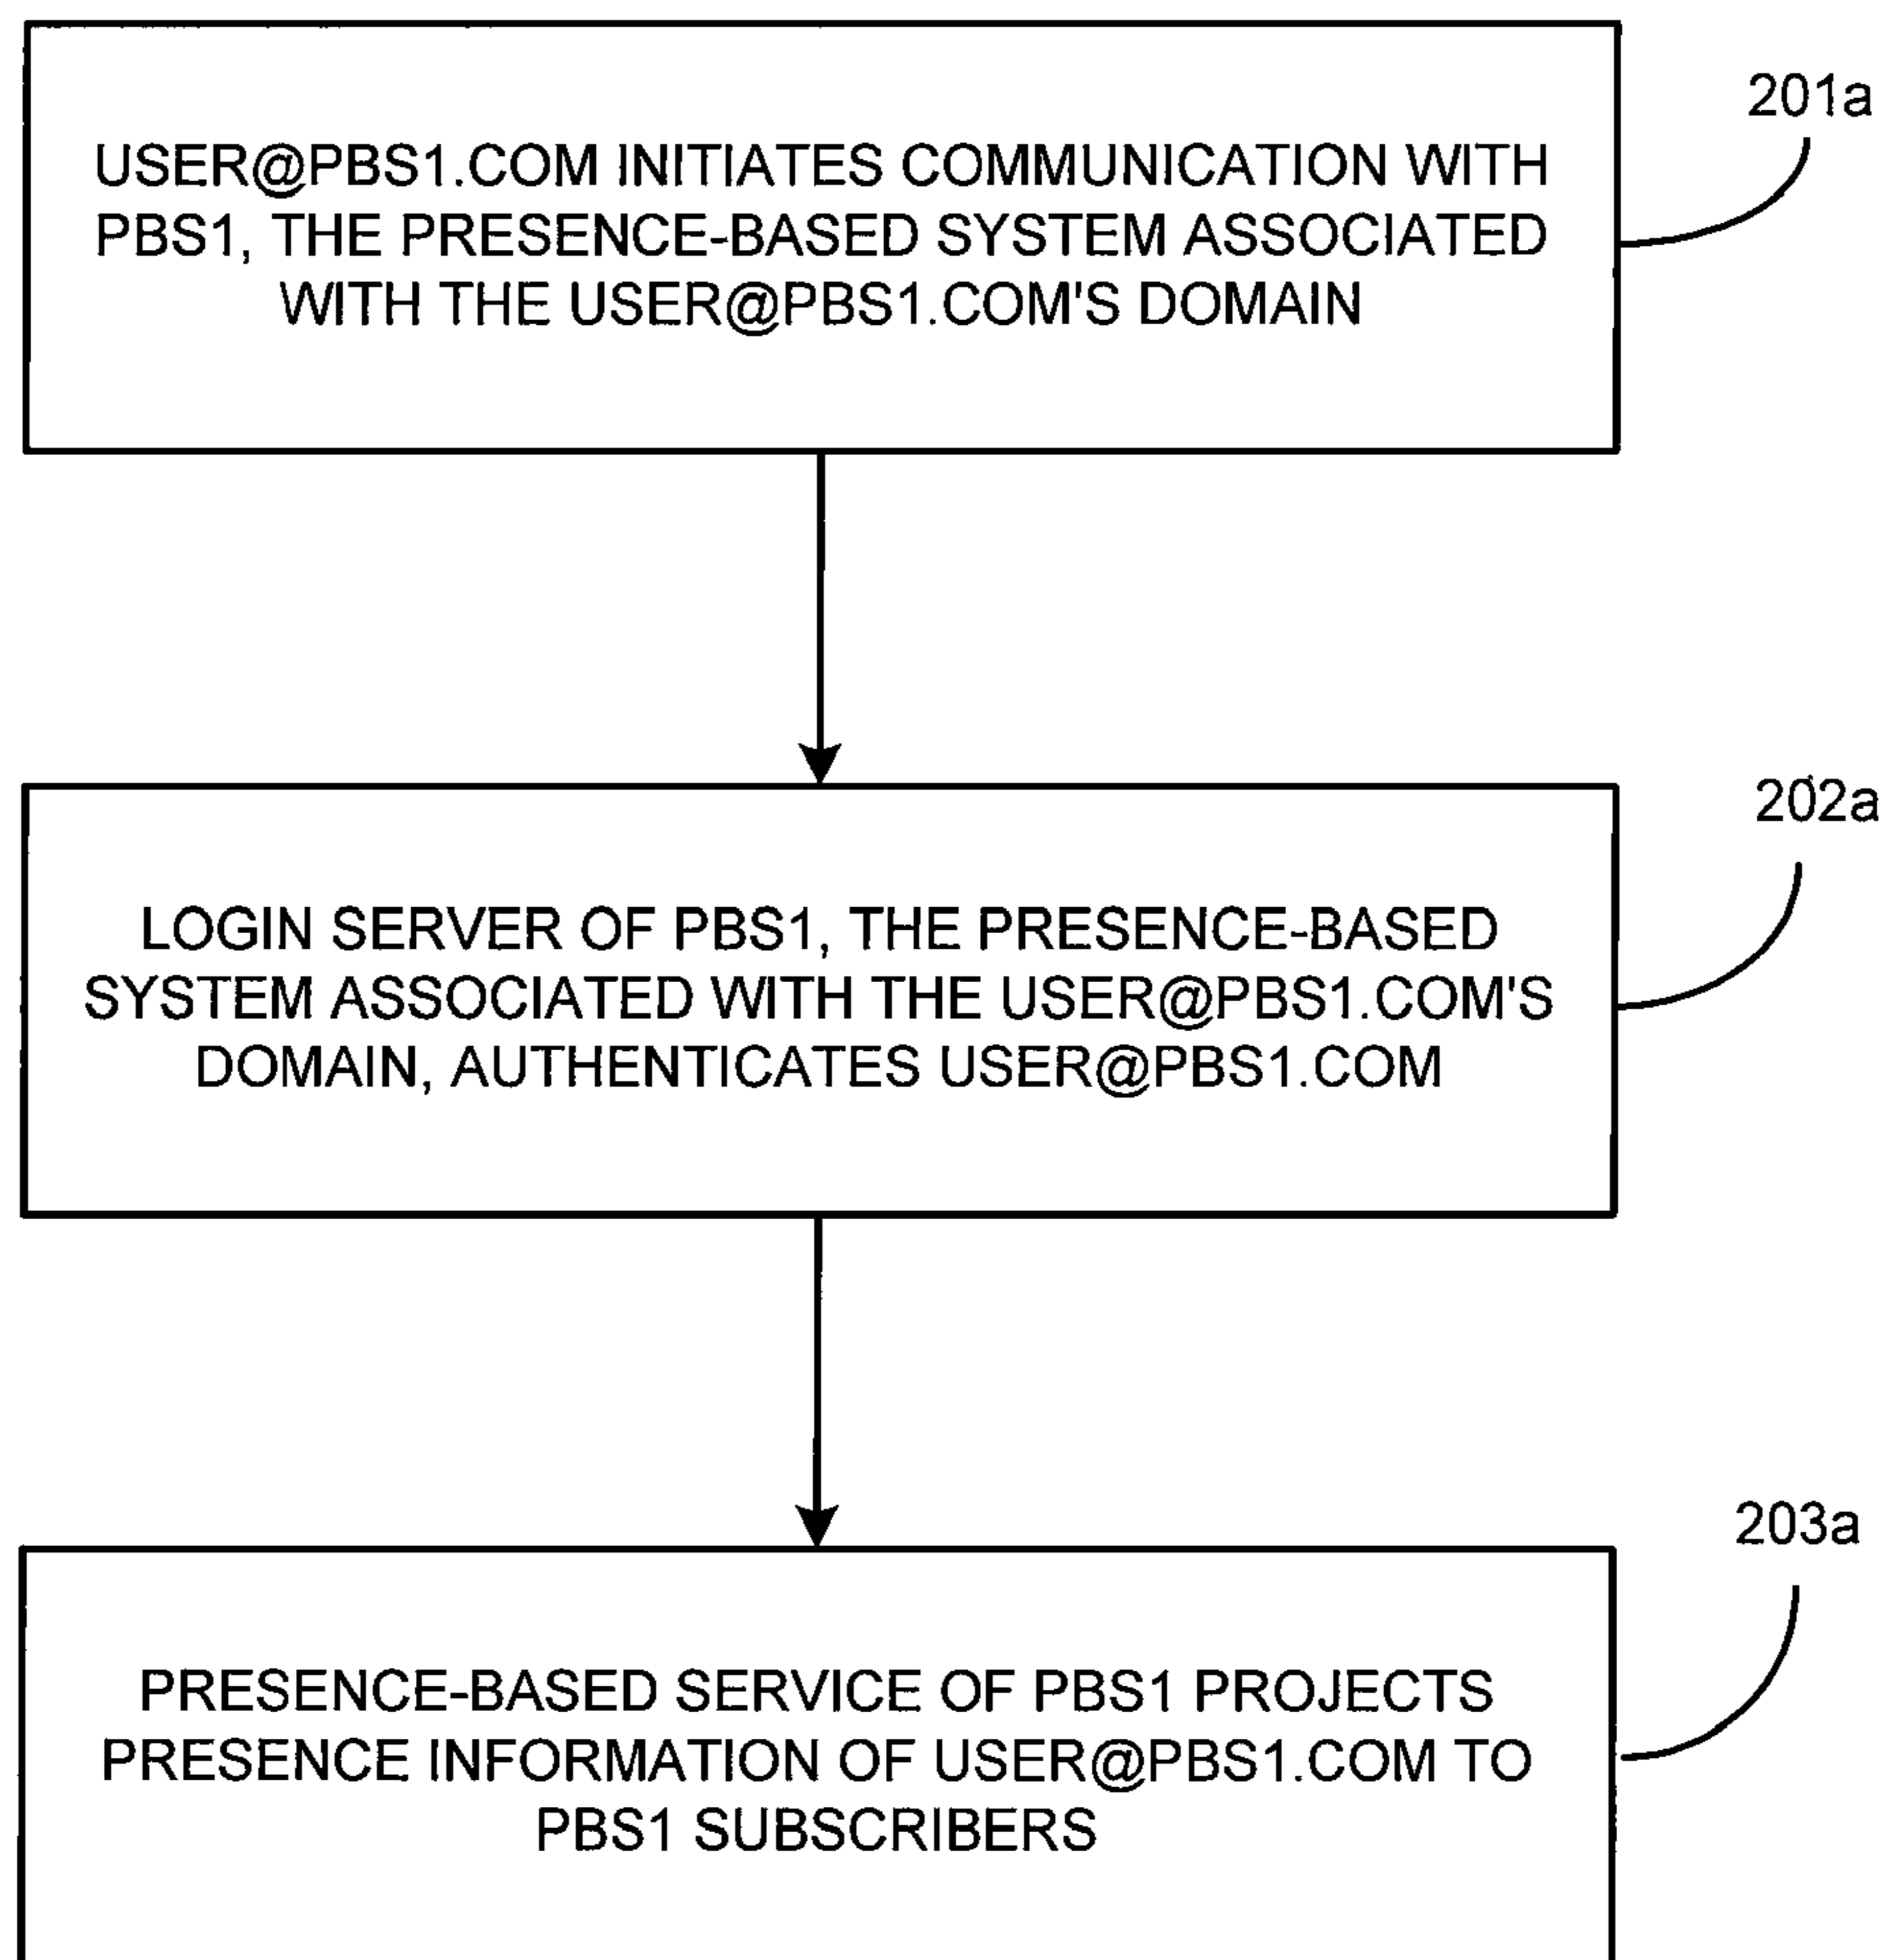 201a
USER@PBS1.COM INITIATES COMMUNICATION WITH
PBS1, THE PRESENCE-BASED SYSTEM ASSOCIATED
WITH THE USER@PBS1.COM'S DOMAIN
202a
LOGIN SERVER OF PBS1, THE PRESENCE-BASED
SYSTEM ASSOCIATED WITH THE USER@PBS1.COM'S
DOMAIN, AUTHENTICATES USER@PBS1.COM
203a
PRESENCE-BASED SERVICE OF PBS1 PROJECTS
PRESENCE INFORMATION OF USER@PBS1.COM TO
PBS1 SUBSCRIBERS